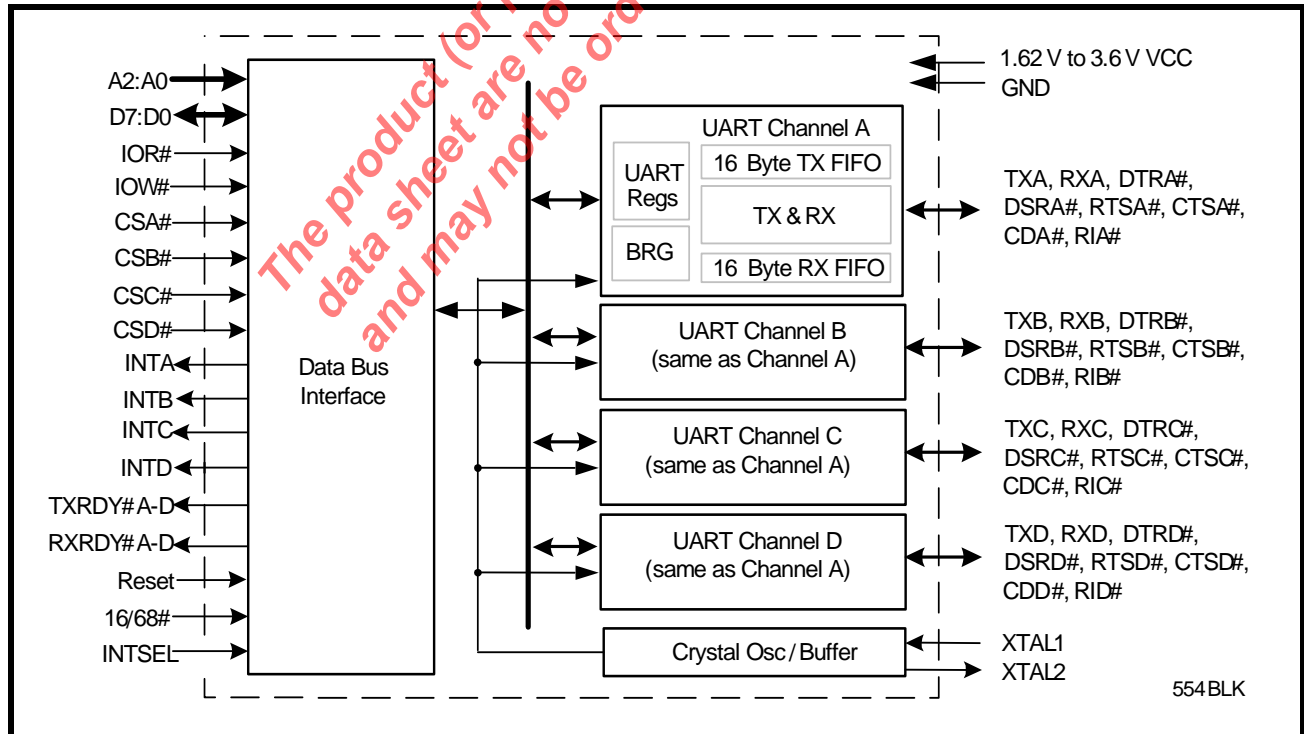 The product (or
data sheet are no
and may not be ord
A2:A0
D7:D0
IOR#
IOW#
CSA#
CSB#
CSC#
CSD#
INTA
INTB
INTC
INTD
TXRDY# A-D
RXRDY# A-D
Reset
16/68#
INTSEL
Data Bus
Interface
UART Channel A
UART
Regs
BRG
16 Byte TX FIFO
TX & RX
16 Byte RX FIFO
UART Channel B
(same as Channel A)
UART Channel C
(same as Channel A)
UART Channel D
(same as Channel A)
Crystal Osc / Buffer
1.62 V to 3.6 V VCC
GND
TXA, RXA, DTRA#,
DSRA#, RTSA#, CTSA#,
CDA#, RIA#
TXB, RXB, DTRB#,
DSRB#, RTSB#, CTSB#,
CDB#, RIB#
TXC, RXC, DTRC#,
DSRC#, RTSC#, CTSC#,
CDC#, RIC#
TXD, RXD, DTRD#,
DSRD#, RTSD#, CTSD#,
CDD#, RID#
XTAL1
XTAL2
554BLK